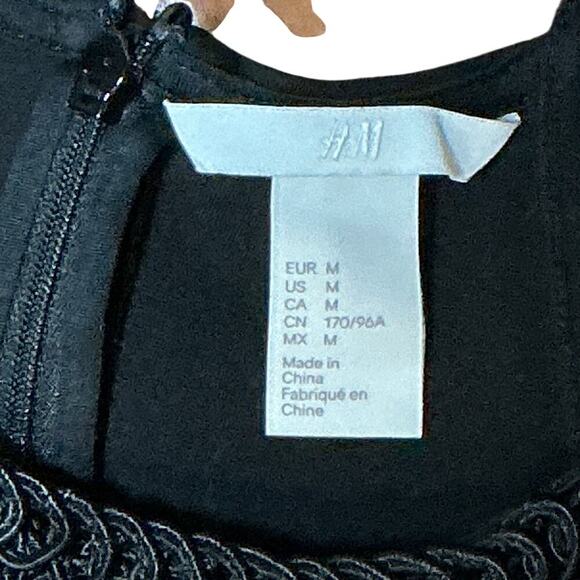 H&M
EUR M
US M
CA M
CN 170/96A
MX M
Made in
China
Fabriqué en
Chine